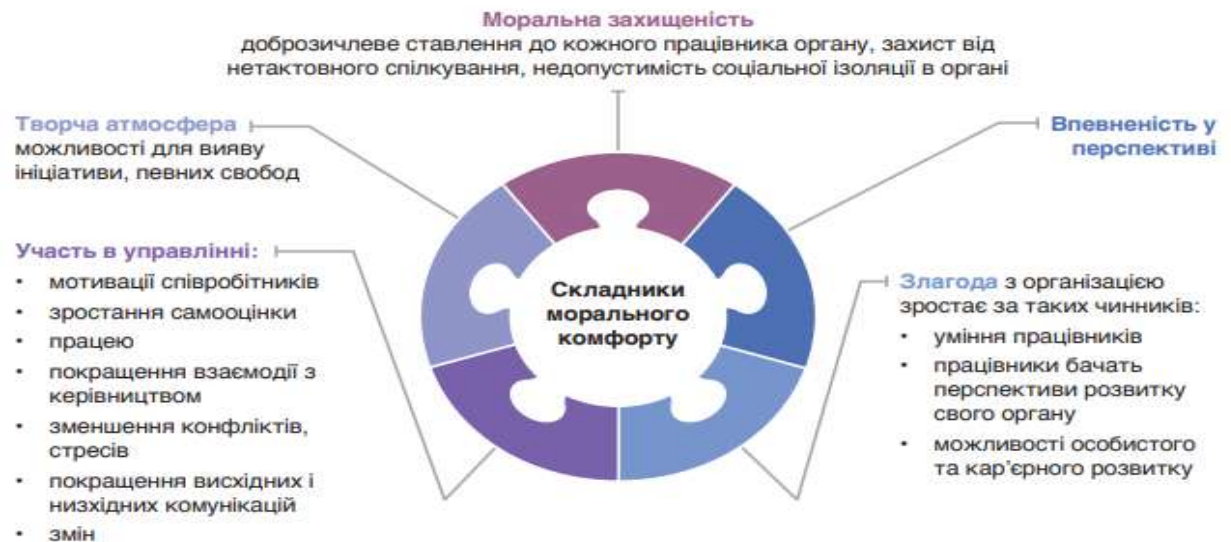 Моральна захищеність
доброзичлеве ставлення до кожного працівника органу, захист від
нетактовного спілкування, недопустимість соціальної ізоляції в органі
Творча атмосфера
можливості для вияву
ініціативи, певних свобод
Впевненість у
перспективі
Участь в управлінні:
• мотивації співробітників
• зростання самооцінки
• працею
• покращення взаємодії з
керівництвом
• зменшення конфліктів,
стресів
• покращення висхідних і
низхідних комунікацій
• змін
Складники
морального
комфорту
Злагода з організацією
зростає за таких чинників:
• уміння працівників
• працівники бачать
перспективи розвитку
свого органу
• можливості особистого
та кар’єрного розвитку